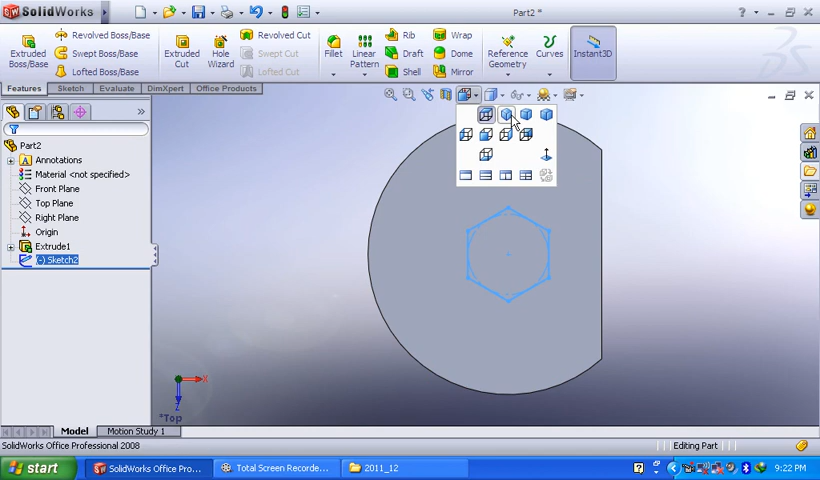 SolidWorks
Part2 *
Extruded Boss/Base
Revolved Boss/Base
Swept Boss/Base
Lofted Boss/Base
Extruded Cut
Hole Wizard
Revolved Cut
Swept Cut
Lofted Cut
Fillet
Linear Pattern
Rib
Draft
Shell
Wrap
Dome
Mirror
Reference Geometry
Curves
Instant3D
Features
Sketch
Evaluate
DimXpert
Office Products
Part2
Annotations
Material <not specified>
Front Plane
Top Plane
Right Plane
Origin
Extrude1
(-) Sketch2
X
Z
*Top
Model
Motion Study 1
SolidWorks Office Professional 2008
Editing Part
start
SolidWorks Office Pro...
Total Screen Recorde...
2011_12
9:22 PM